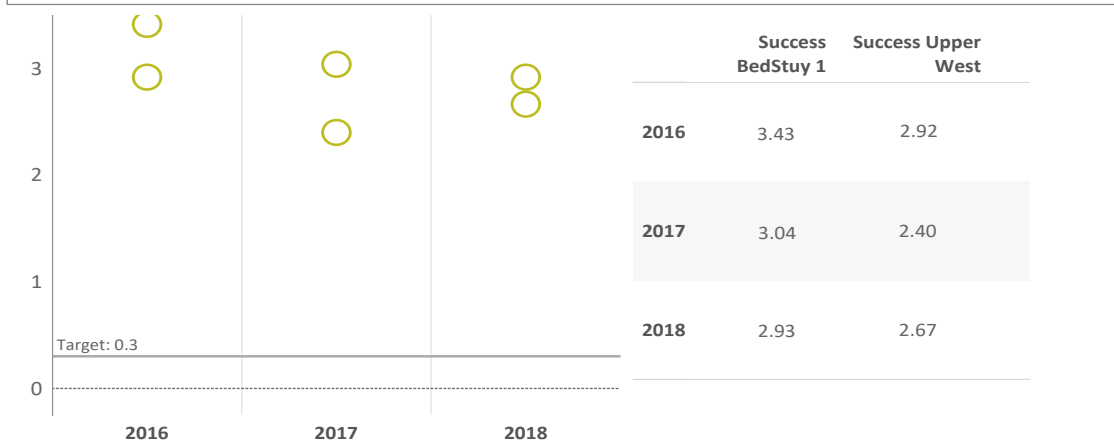 3
2
1
Target: 0.3
0
2016 2017 2018
Success Success Upper
BedStuy 1 West
2016 3.43 2.92
2017 3.04 2.40
2018 2.93 2.67